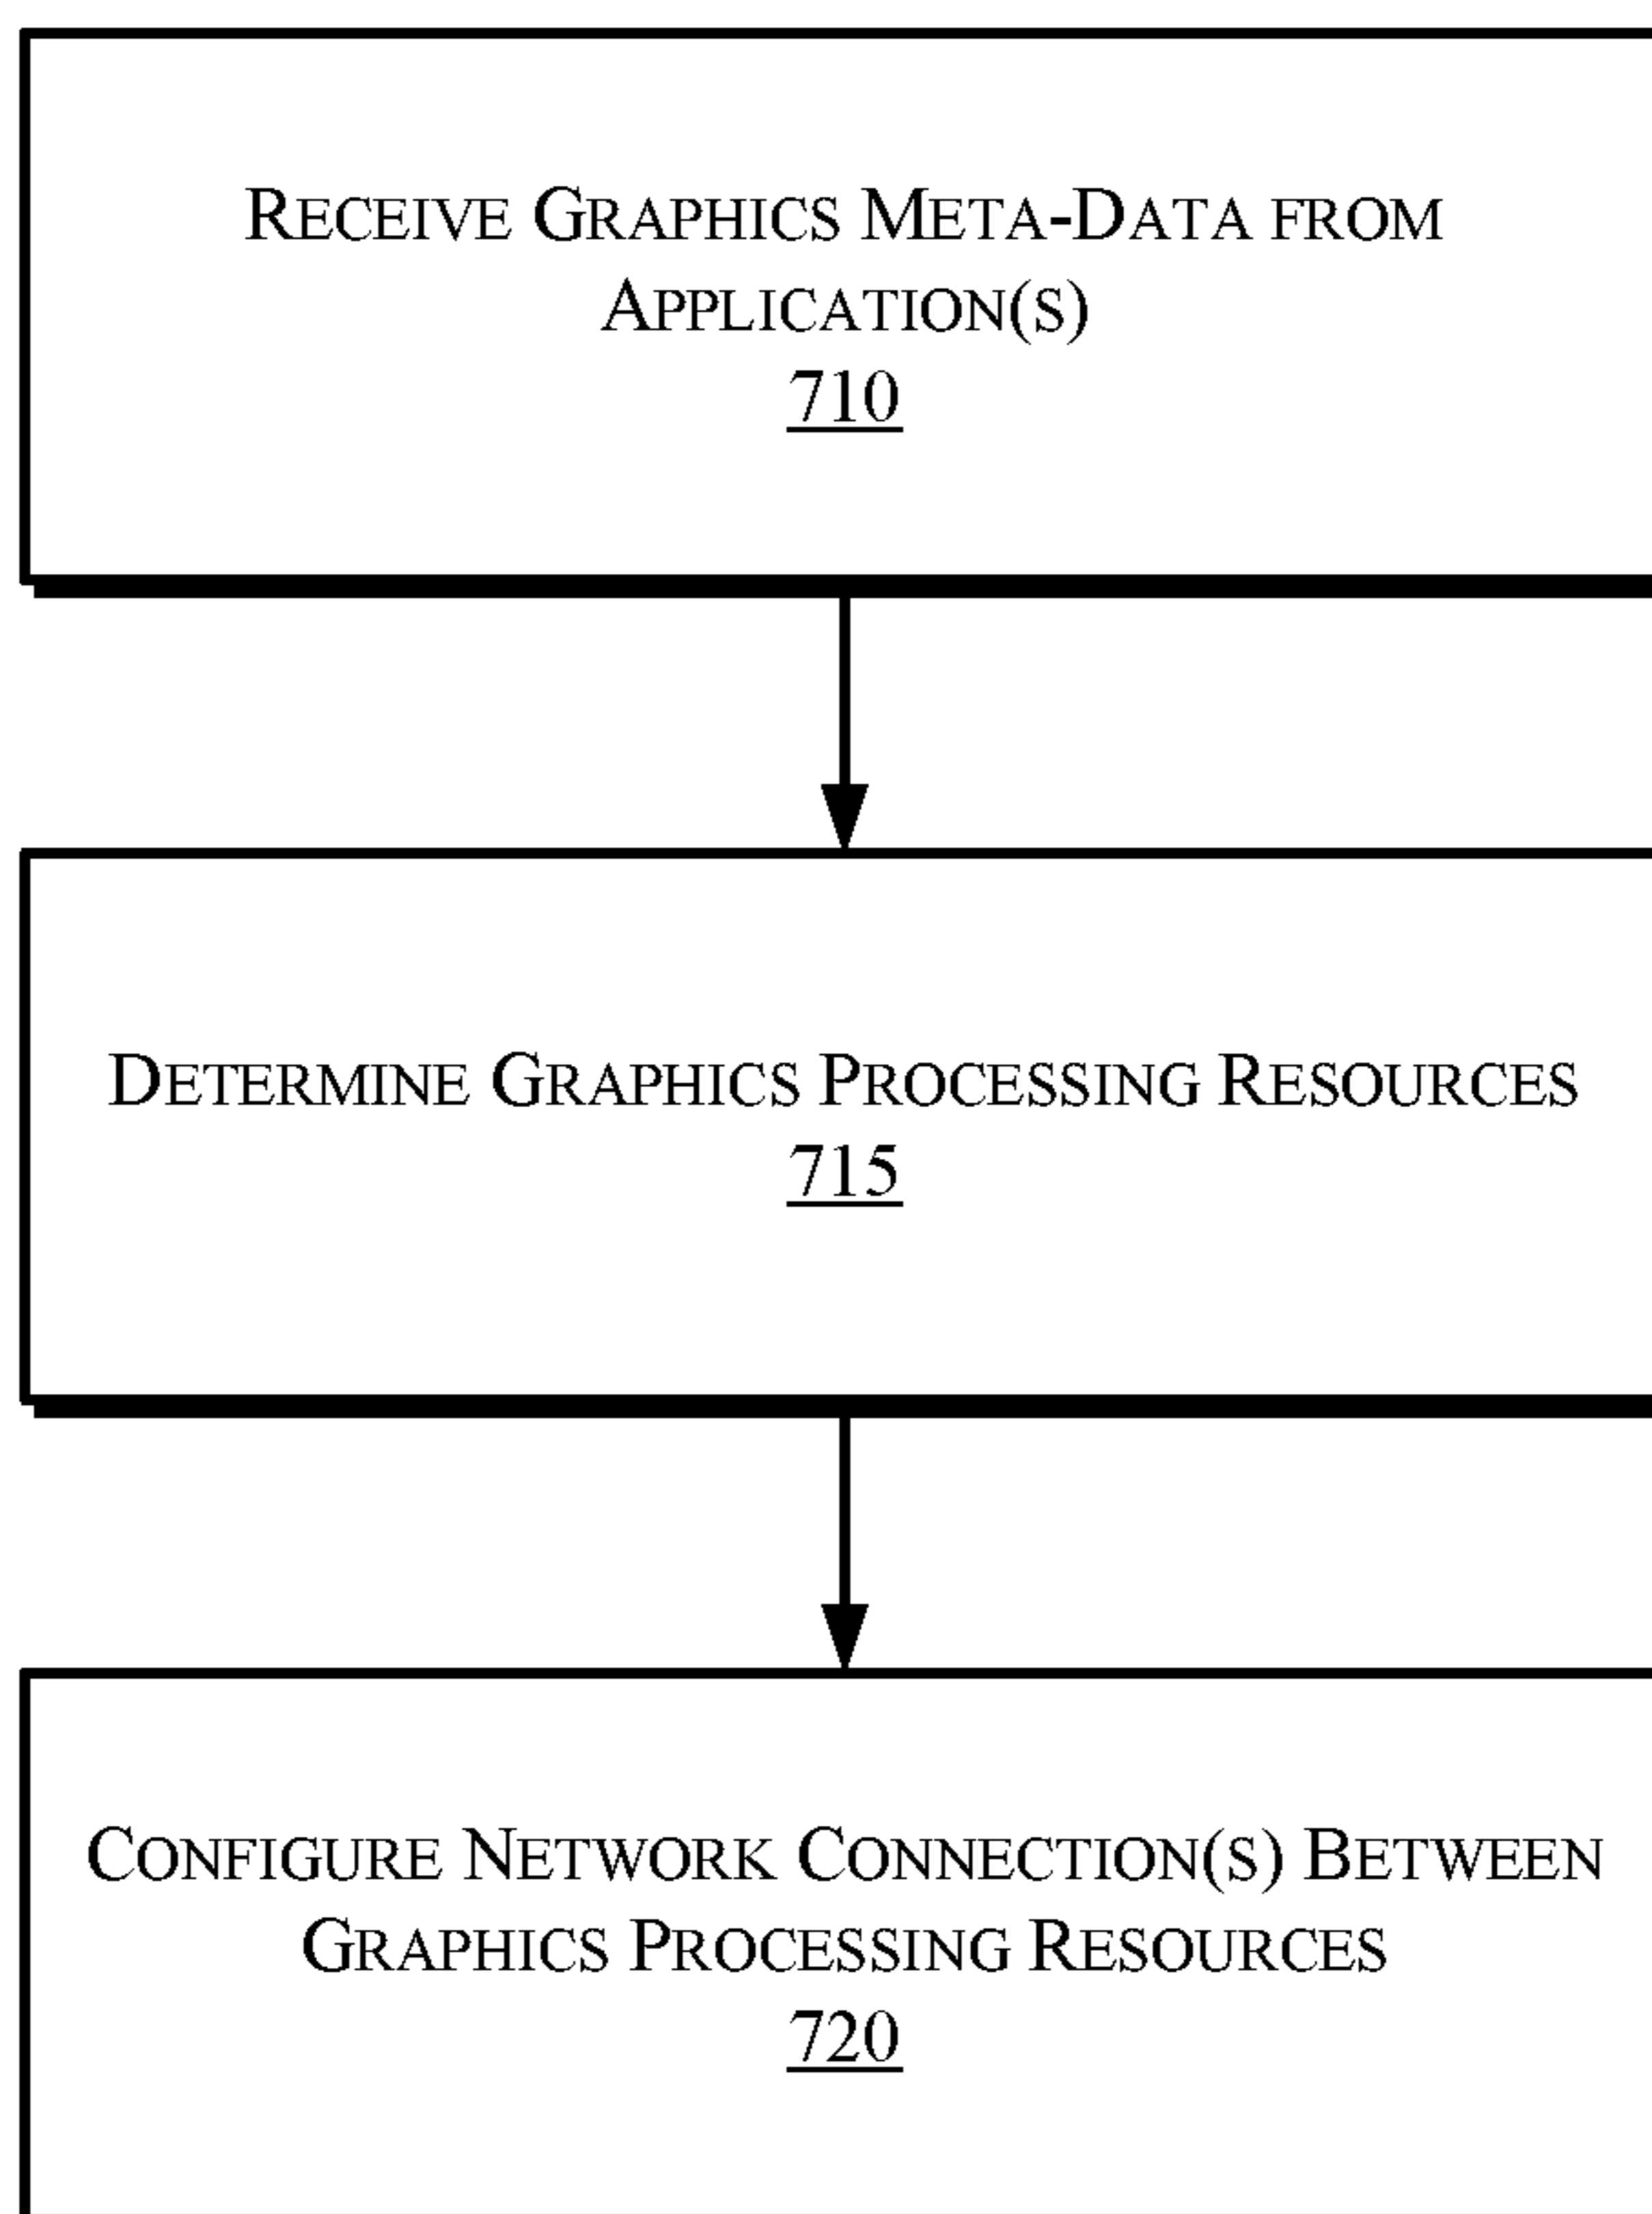 RECEIVE GRAPHICS META-DATA FROM
APPLICATION(S)
710
DETERMINE GRAPHICS PROCESSING RESOURCES
715
CONFIGURE NETWORK CONNECTION(S) BETWEEN
GRAPHICS PROCESSING RESOURCES
720